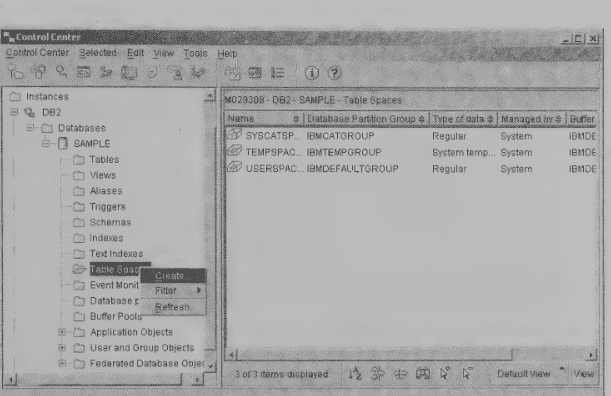 Control Center
Control Center Selected Edit View Tools Help
Instances
DB2
Databases
SAMPLE
Tables
Views
Aliases
Triggers
Schemas
Indexes
Text Indexes
Table Spac
Event Monit
Database p
Buffer Pools
Application Objects
User and Group Objects
Federated Database Objec
Create...
Filter
Refresh
- DB2 - SAMPLE - Table Spaces
Name Database Partition Group Type of data Managed by Buffer
SYSCATSP... IBMCATGROUP Regular System IBMDE
TEMPSPAC... IBMTEMPGROUP System temp... System IBMDE
USERSPAC... IBMDEFAULTGROUP Regular System IBMDE
3 of 3 items displayed Default View View